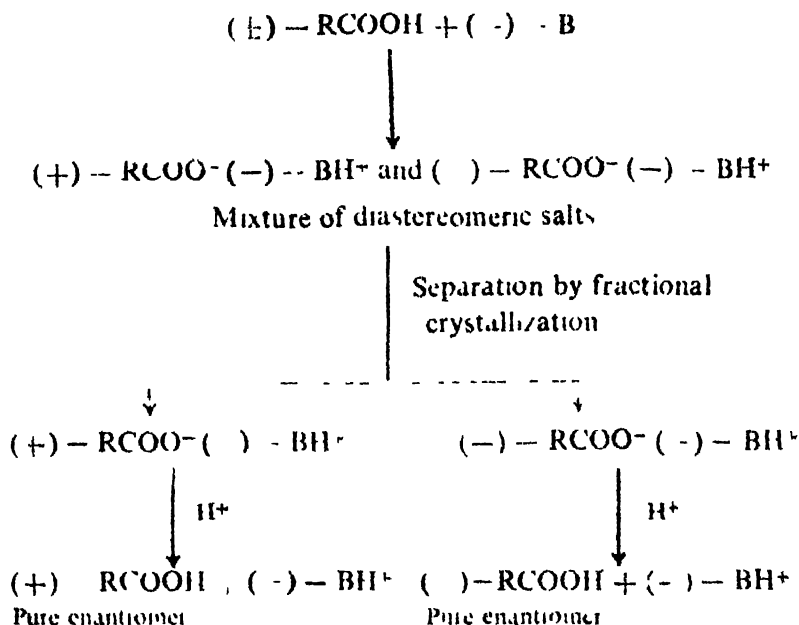 (±) – RCOOH + (-) - B
(+) – RCOO⁻ (—) -- BH⁺ and ( ) – RCOO⁻ (—) - BH⁺
Mixture of diastereomeric salts
Separation by fractional
crystallization
(+) – RCOO⁻ ( ) - BH⁺ (—) – RCOO⁻ (-) – BH⁺
H⁺ H⁺
(+) RCOOH , (-) – BH⁺ ( ) – RCOOH + (-) – BH⁺
Pure enantiomer Pure enantiomer